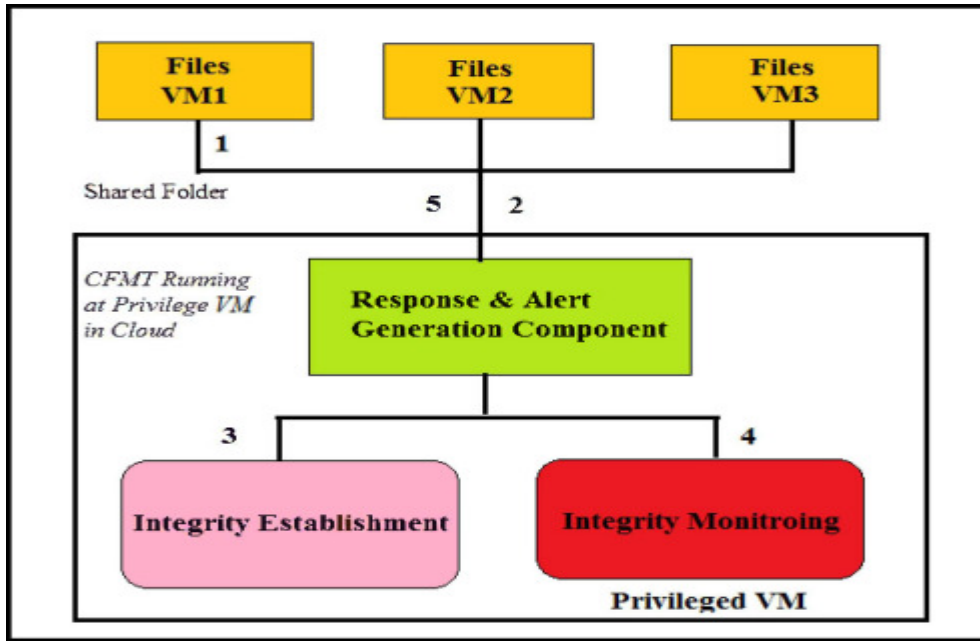 Files
VM1
Files
VM2
Files
VM3
1
Shared Folder
5
2
CFMT Running
at Privilege VM
in Cloud
Response & Alert
Generation Component
3
4
Integrity Establishment
Integrity Monitroing
Privileged VM